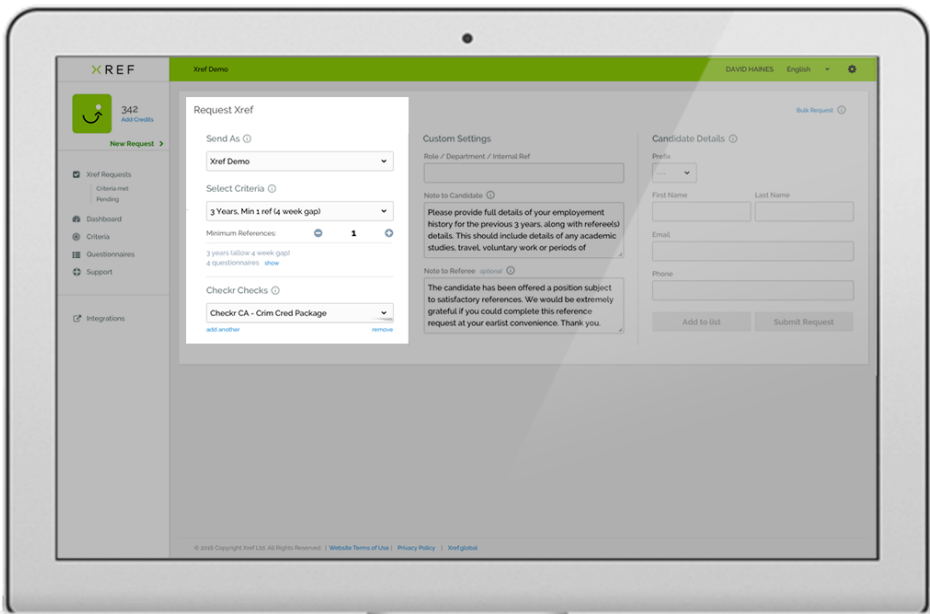 XREF
Xref Demo
DAVID HAINES English
342
Add Credits
New Request
Xref Requests
Criteria met
Pending
Dashboard
Criteria
Questionnaires
Support
Integrations
Request Xref
Bulk Request
Send As
Xref Demo
Select Criteria
3 Years, Min 1 ref (4 week gap)
Minimum References: 1
3 years (allow 4 week gap)
4 questionnaires show
Checkr Checks
Checkr CA - Crim Cred Package
add another remove
Custom Settings
Role / Department / Internal Ref
Note to Candidate
Please provide full details of your employement
history for the previous 3 years, along with referee(s)
details. This should include details of any academic
studies, travel, voluntary work or periods of
Note to Referee optional
The candidate has been offered a position subject
to satisfactory references. We would be extremely
grateful if you could complete this reference
request at your earlist convenience. Thank you.
Candidate Details
Prefix
----
First Name Last Name
Email
Phone
Add to list Submit Request
© 2016 Copyright Xref Ltd. All Rights Reserved. | Website Terms of Use | Privacy Policy | Xref.global